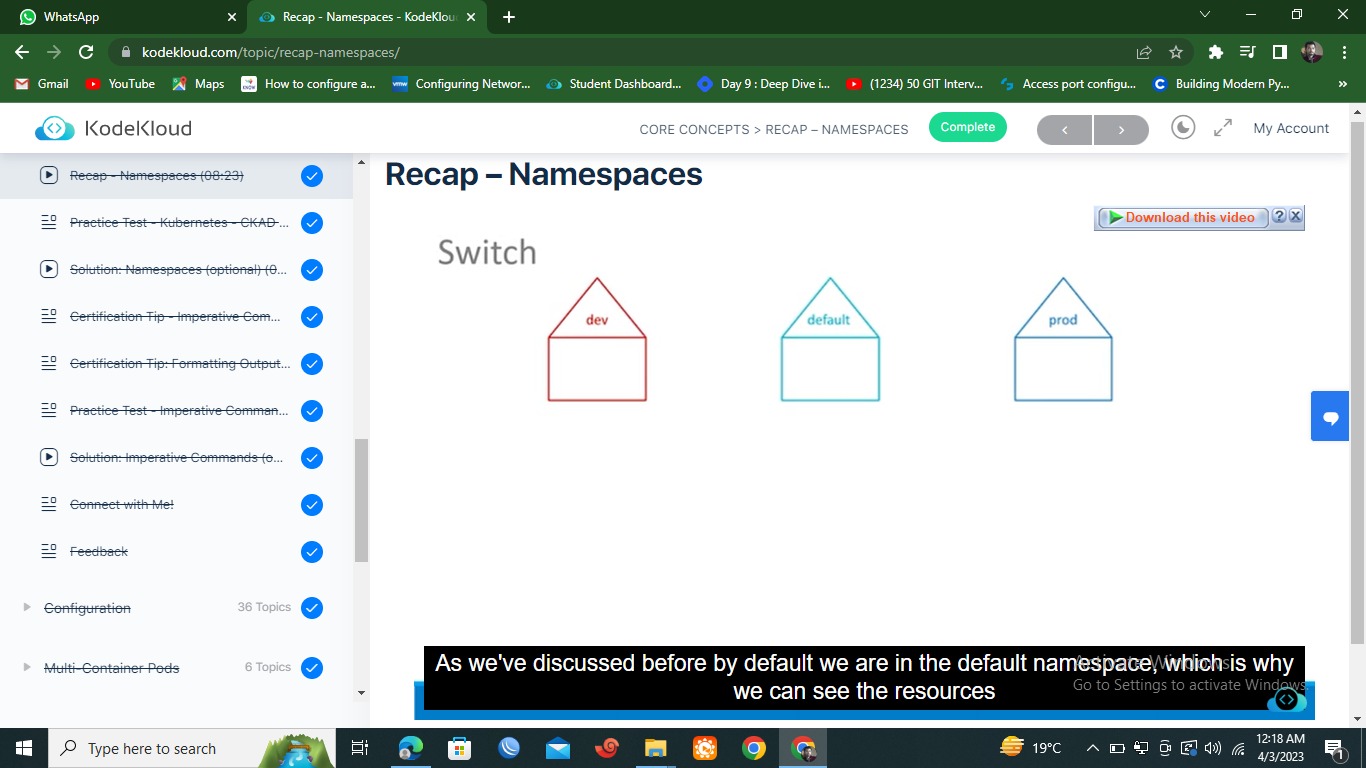 WhatsApp
Recap - Namespaces - KodeKlou
kodekloud.com/topic/recap-namespaces/
Gmail
YouTube
Maps
How to configure a...
Configuring Networ...
Student Dashboard...
Day 9 : Deep Dive i...
(1234) 50 GIT Interv...
Access port configu...
Building Modern Py...
KodeKloud
CORE CONCEPTS > RECAP – NAMESPACES
Complete
My Account
Recap - Namespaces (08:23)
Practice Test - Kubernetes - CKAD ...
Solution: Namespaces (optional) (0...
Certification Tip - Imperative Com...
Certification Tip: Formatting Output...
Practice Test - Imperative Comman...
Solution: Imperative Commands (o...
Connect with Me!
Feedback
Configuration
36 Topics
Multi-Container Pods
6 Topics
Recap – Namespaces
Download this video
Switch
dev
default
prod
As we've discussed before by default we are in the default namespace, which is why
we can see the resources
Activate Windows
Go to Settings to activate Windows.
Type here to search
19°C
12:18 AM
4/3/2023
1